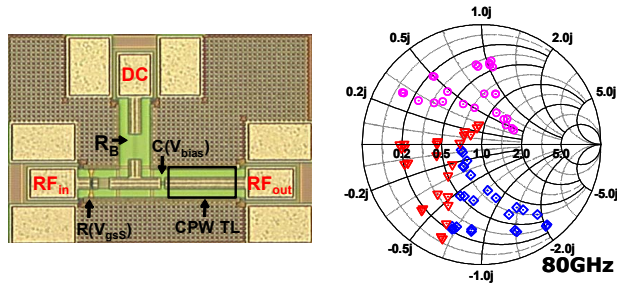 DC
R_B
C(V_bias)
RF_in
RF_out
R(V_gsS)
CPW TL
1.0j
0.5j
2.0j
0.2j
5.0j
0.2
0.5
1.0
2.0
5.0
-0.2j
-5.0j
-0.5j
-2.0j
-1.0j
80GHz